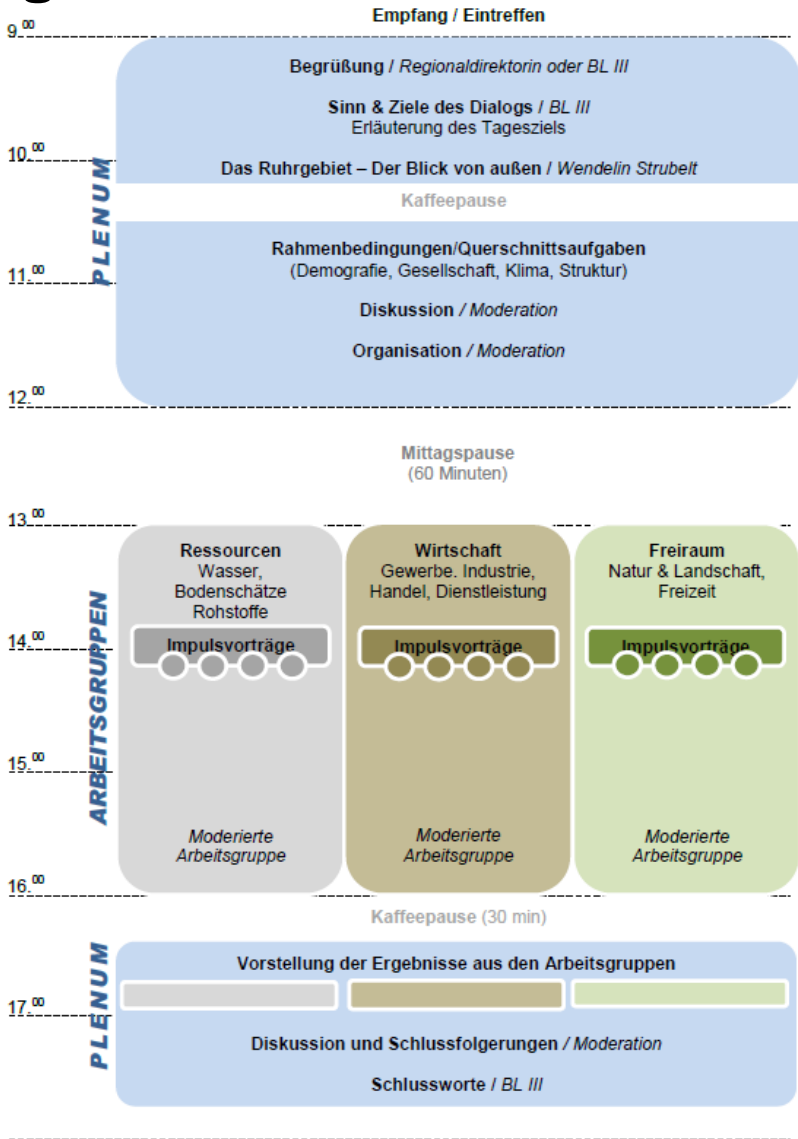 Empfang / Eintreffen
9.00
Begrüßung / Regionaldirektorin oder BL III
Sinn & Ziele des Dialogs / BL III
Erläuterung des Tagesziels
10.00
Das Ruhrgebiet – Der Blick von außen / Wendelin Strubelt
PLENUM
Kaffeepause
Rahmenbedingungen/Querschnittsaufgaben
(Demografie, Gesellschaft, Klima, Struktur)
11.00
Diskussion / Moderation
Organisation / Moderation
12.00
Mittagspause
(60 Minuten)
13.00
ARBEITSGRUPPEN
Ressourcen
Wasser,
Bodenschätze
Rohstoffe
Impulsvorträge
Moderierte
Arbeitsgruppe
Wirtschaft
Gewerbe. Industrie,
Handel, Dienstleistung
Impulsvorträge
Moderierte
Arbeitsgruppe
Freiraum
Natur & Landschaft,
Freizeit
Impulsvorträge
Moderierte
Arbeitsgruppe
14.00
15.00
16.00
Kaffeepause (30 min)
PLENUM
Vorstellung der Ergebnisse aus den Arbeitsgruppen
17.00
Diskussion und Schlussfolgerungen / Moderation
Schlussworte / BL III